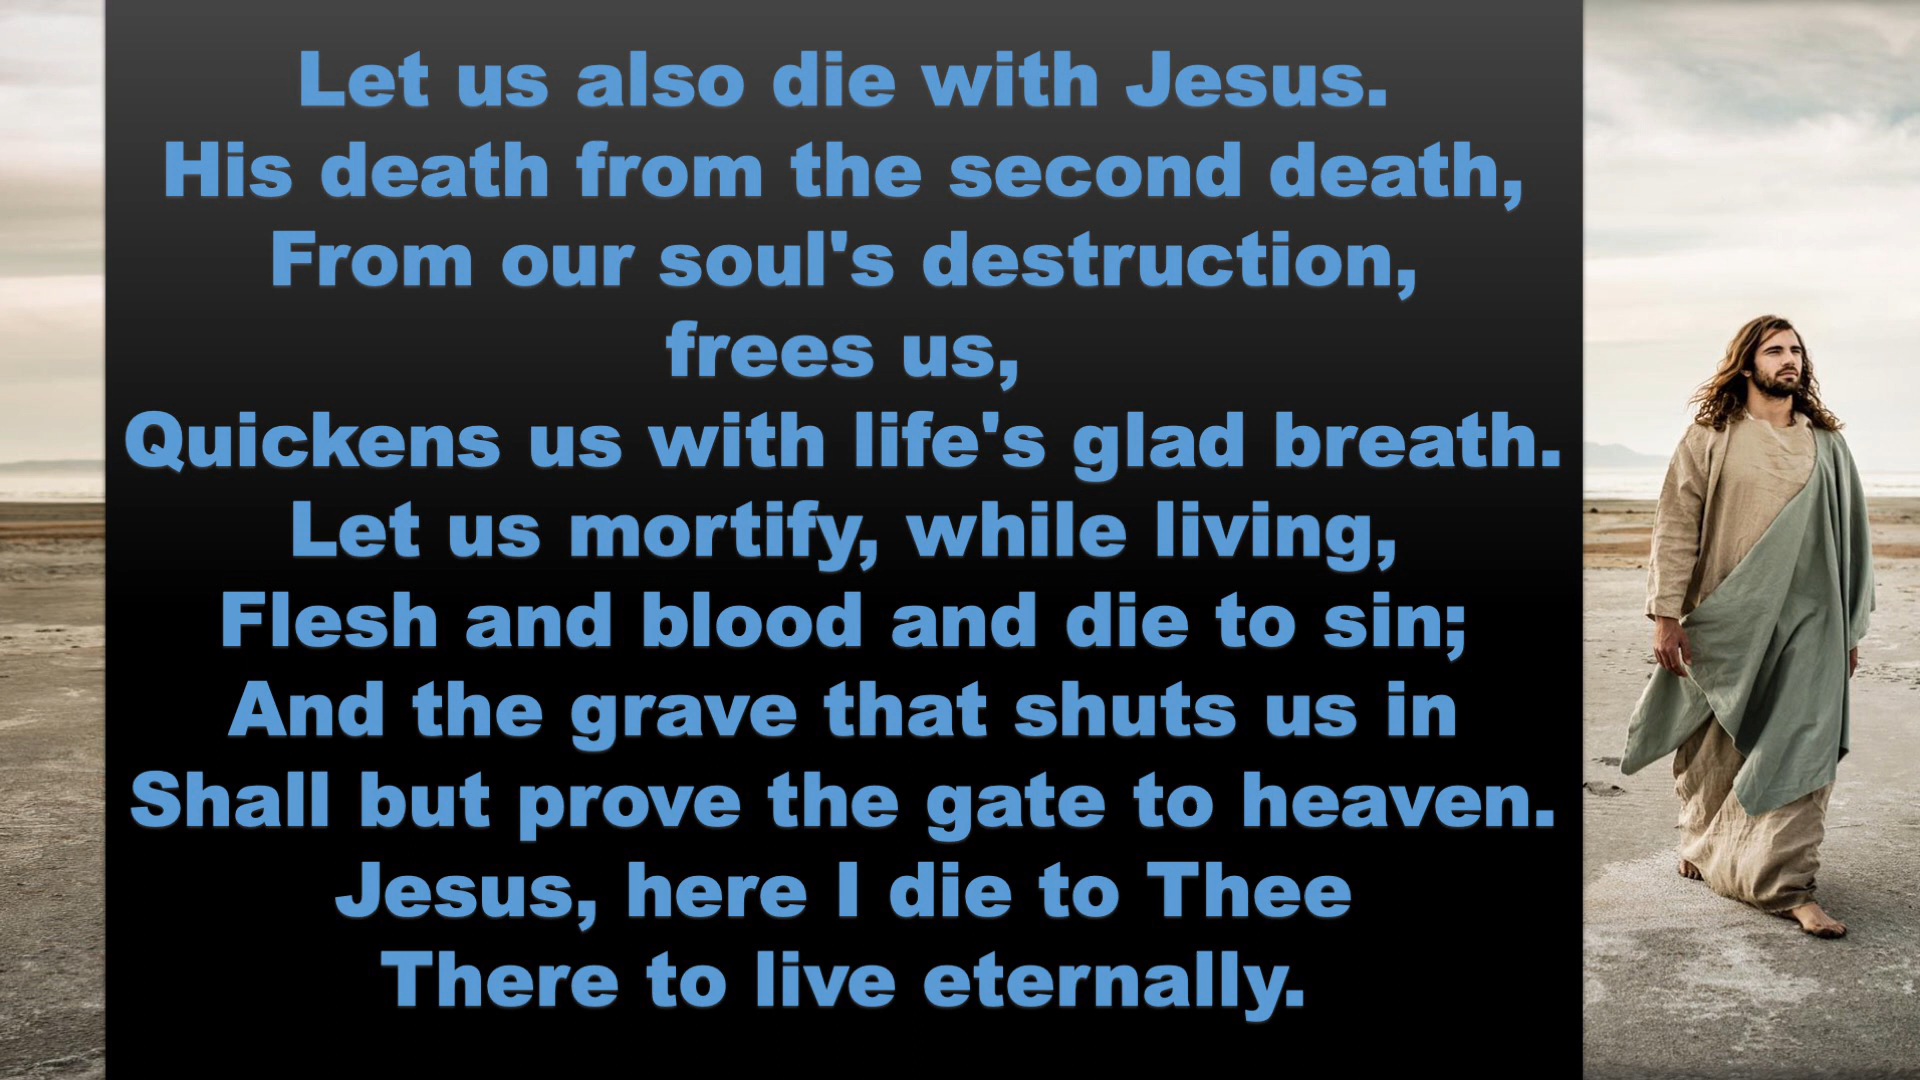 Let us also die with Jesus.
His death from the second death,
From our soul's destruction,
frees us,
Quickens us with life's glad breath.
Let us mortify, while living,
Flesh and blood and die to sin;
And the grave that shuts us in
Shall but prove the gate to heaven.
Jesus, here I die to Thee
There to live eternally.